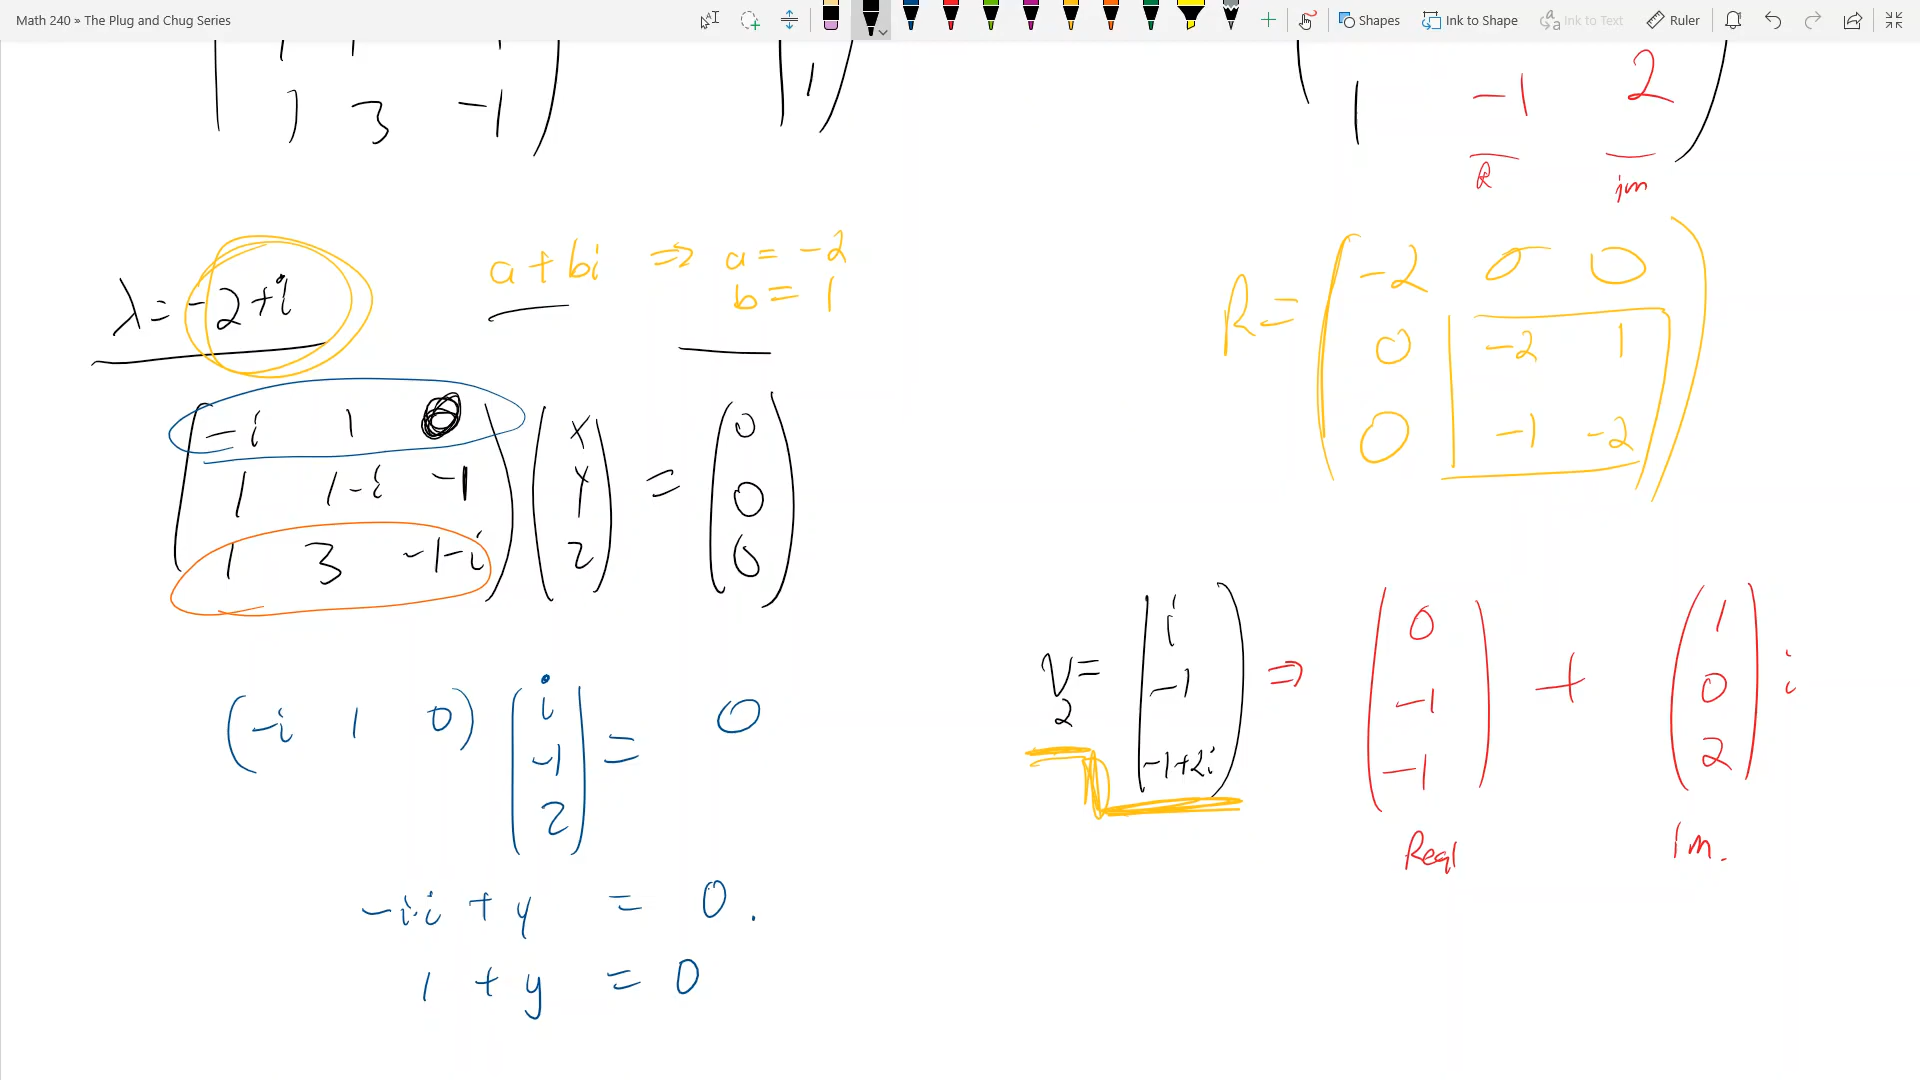 Math 240 » The Plug and Chug Series
Shapes Ink to Shape Ink to Text Ruler
1 3 -1
1
1 -1 2
R im
λ = -2+i
a+bi ⇒ a = -2
b = 1
-i 1 0 x 0
1 1-i -1 y = 0
1 3 -1-i z 0
(-i 1 0) i
-1 = 0
2
-i·i + y = 0.
1 + y = 0
R = -2 0 0
0 -2 1
0 -1 -2
i 0 1
V2 = -1 ⇒ -1 + 0 i
-1+2i -1 2
Real Im.